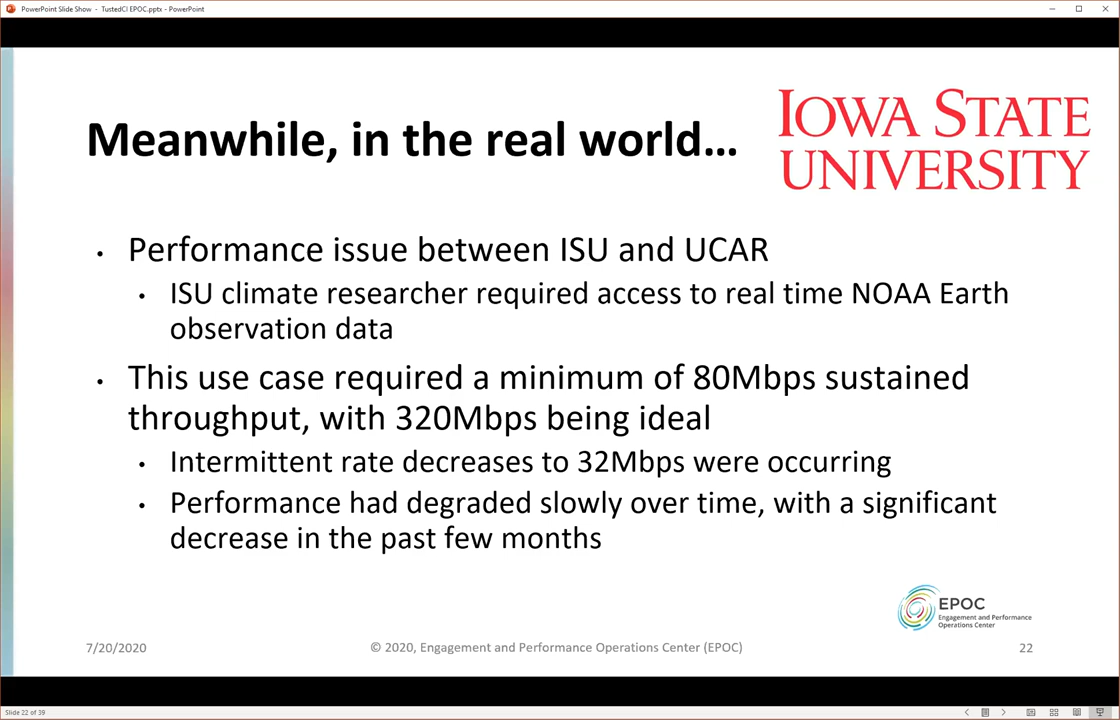 PowerPoint Slide Show - TustedCI EPOC.pptx - PowerPoint
Meanwhile, in the real world…
IOWA STATE
UNIVERSITY
• Performance issue between ISU and UCAR
• ISU climate researcher required access to real time NOAA Earth
observation data
• This use case required a minimum of 80Mbps sustained
throughput, with 320Mbps being ideal
• Intermittent rate decreases to 32Mbps were occurring
• Performance had degraded slowly over time, with a significant
decrease in the past few months
EPOC
Engagement and Performance
Operations Center
7/20/2020
© 2020, Engagement and Performance Operations Center (EPOC)
22
Slide 22 of 39